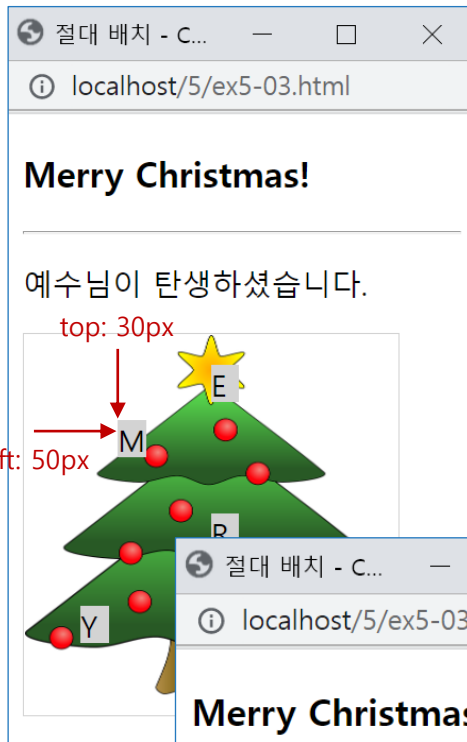 절대 배치 - C...
localhost/5/ex5-03.html
Merry Christmas!
예수님이 탄생하셨습니다.
top: 30px
E
M
ft: 50px
R
Y
절대 배치 - C...
localhost/5/ex5-03
Merry Christmas